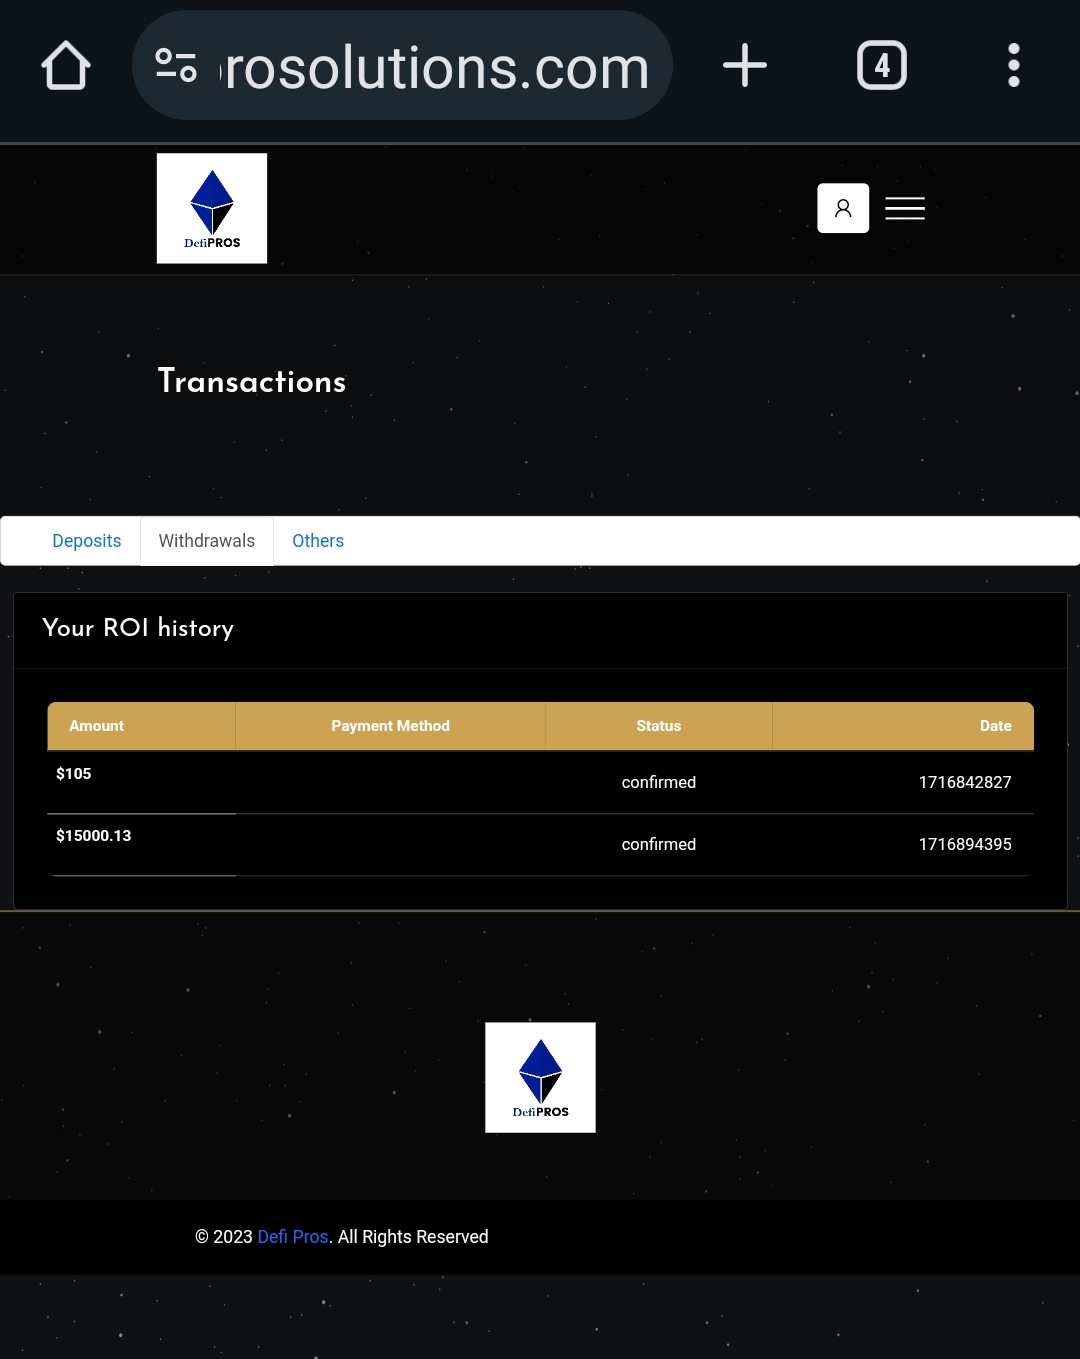 rosolutions.com
4
DefiPROS
Transactions
Deposits Withdrawals Others
Your ROI history
Amount Payment Method Status Date
$105 confirmed 1716842827
$15000.13 confirmed 1716894395
DefiPROS
© 2023 Defi Pros. All Rights Reserved